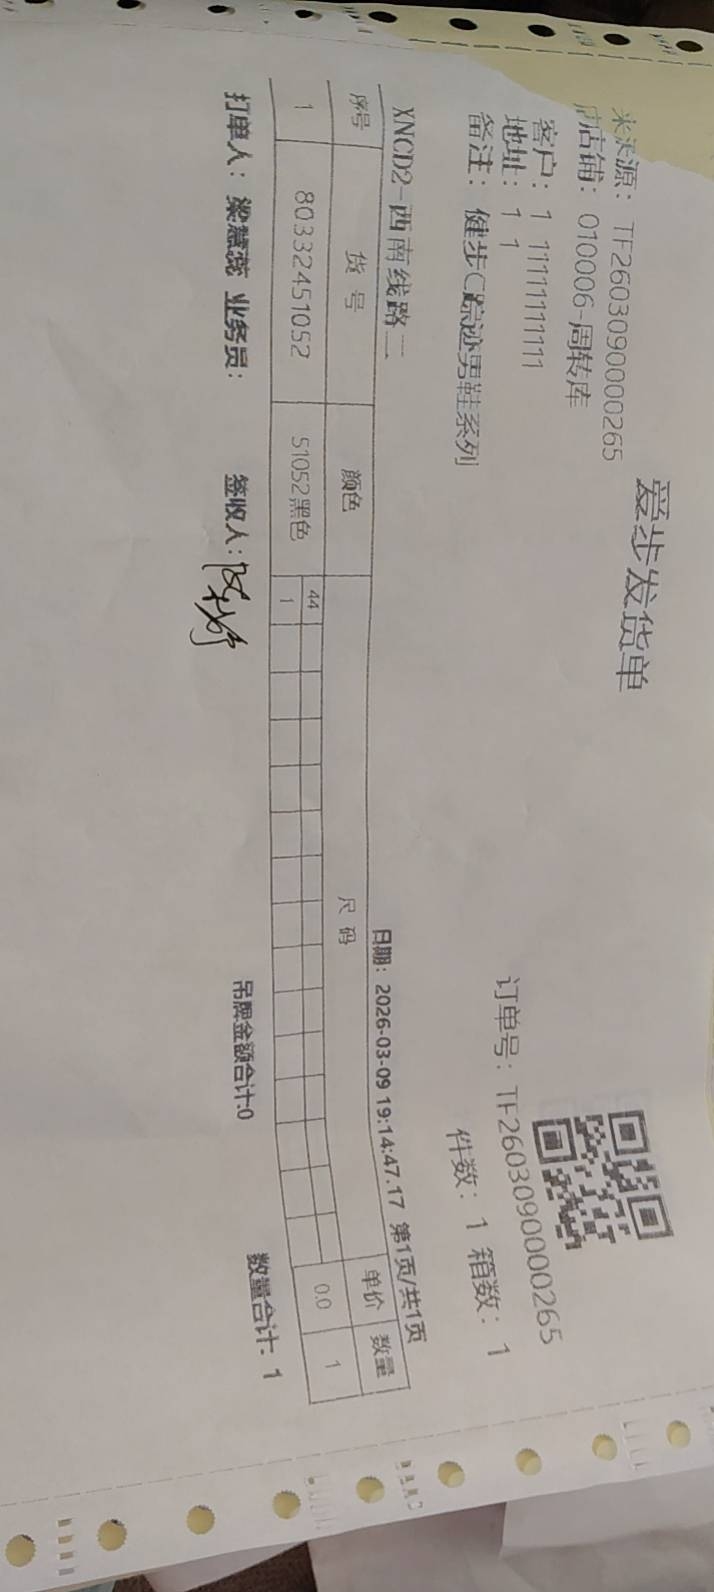 爱步发货单
来源：TF2603090000265
店铺：010006-周转库
客户：1 11111111111
地址：1 1
备注：健步C踪迹男鞋系列
订单号：TF2603090000265
件数：1 箱数：1
XNCD2-西南线路二
日期：2026-03-09 19:14:47.17 第1页/共1页
序号 货号 颜色 尺码 单价 数量
44
1 80332451052 51052黑色 1 0.0 1
打单人：梁慧蕊 业务员： 签收人： 吊牌金额合计:0 数量合计：1